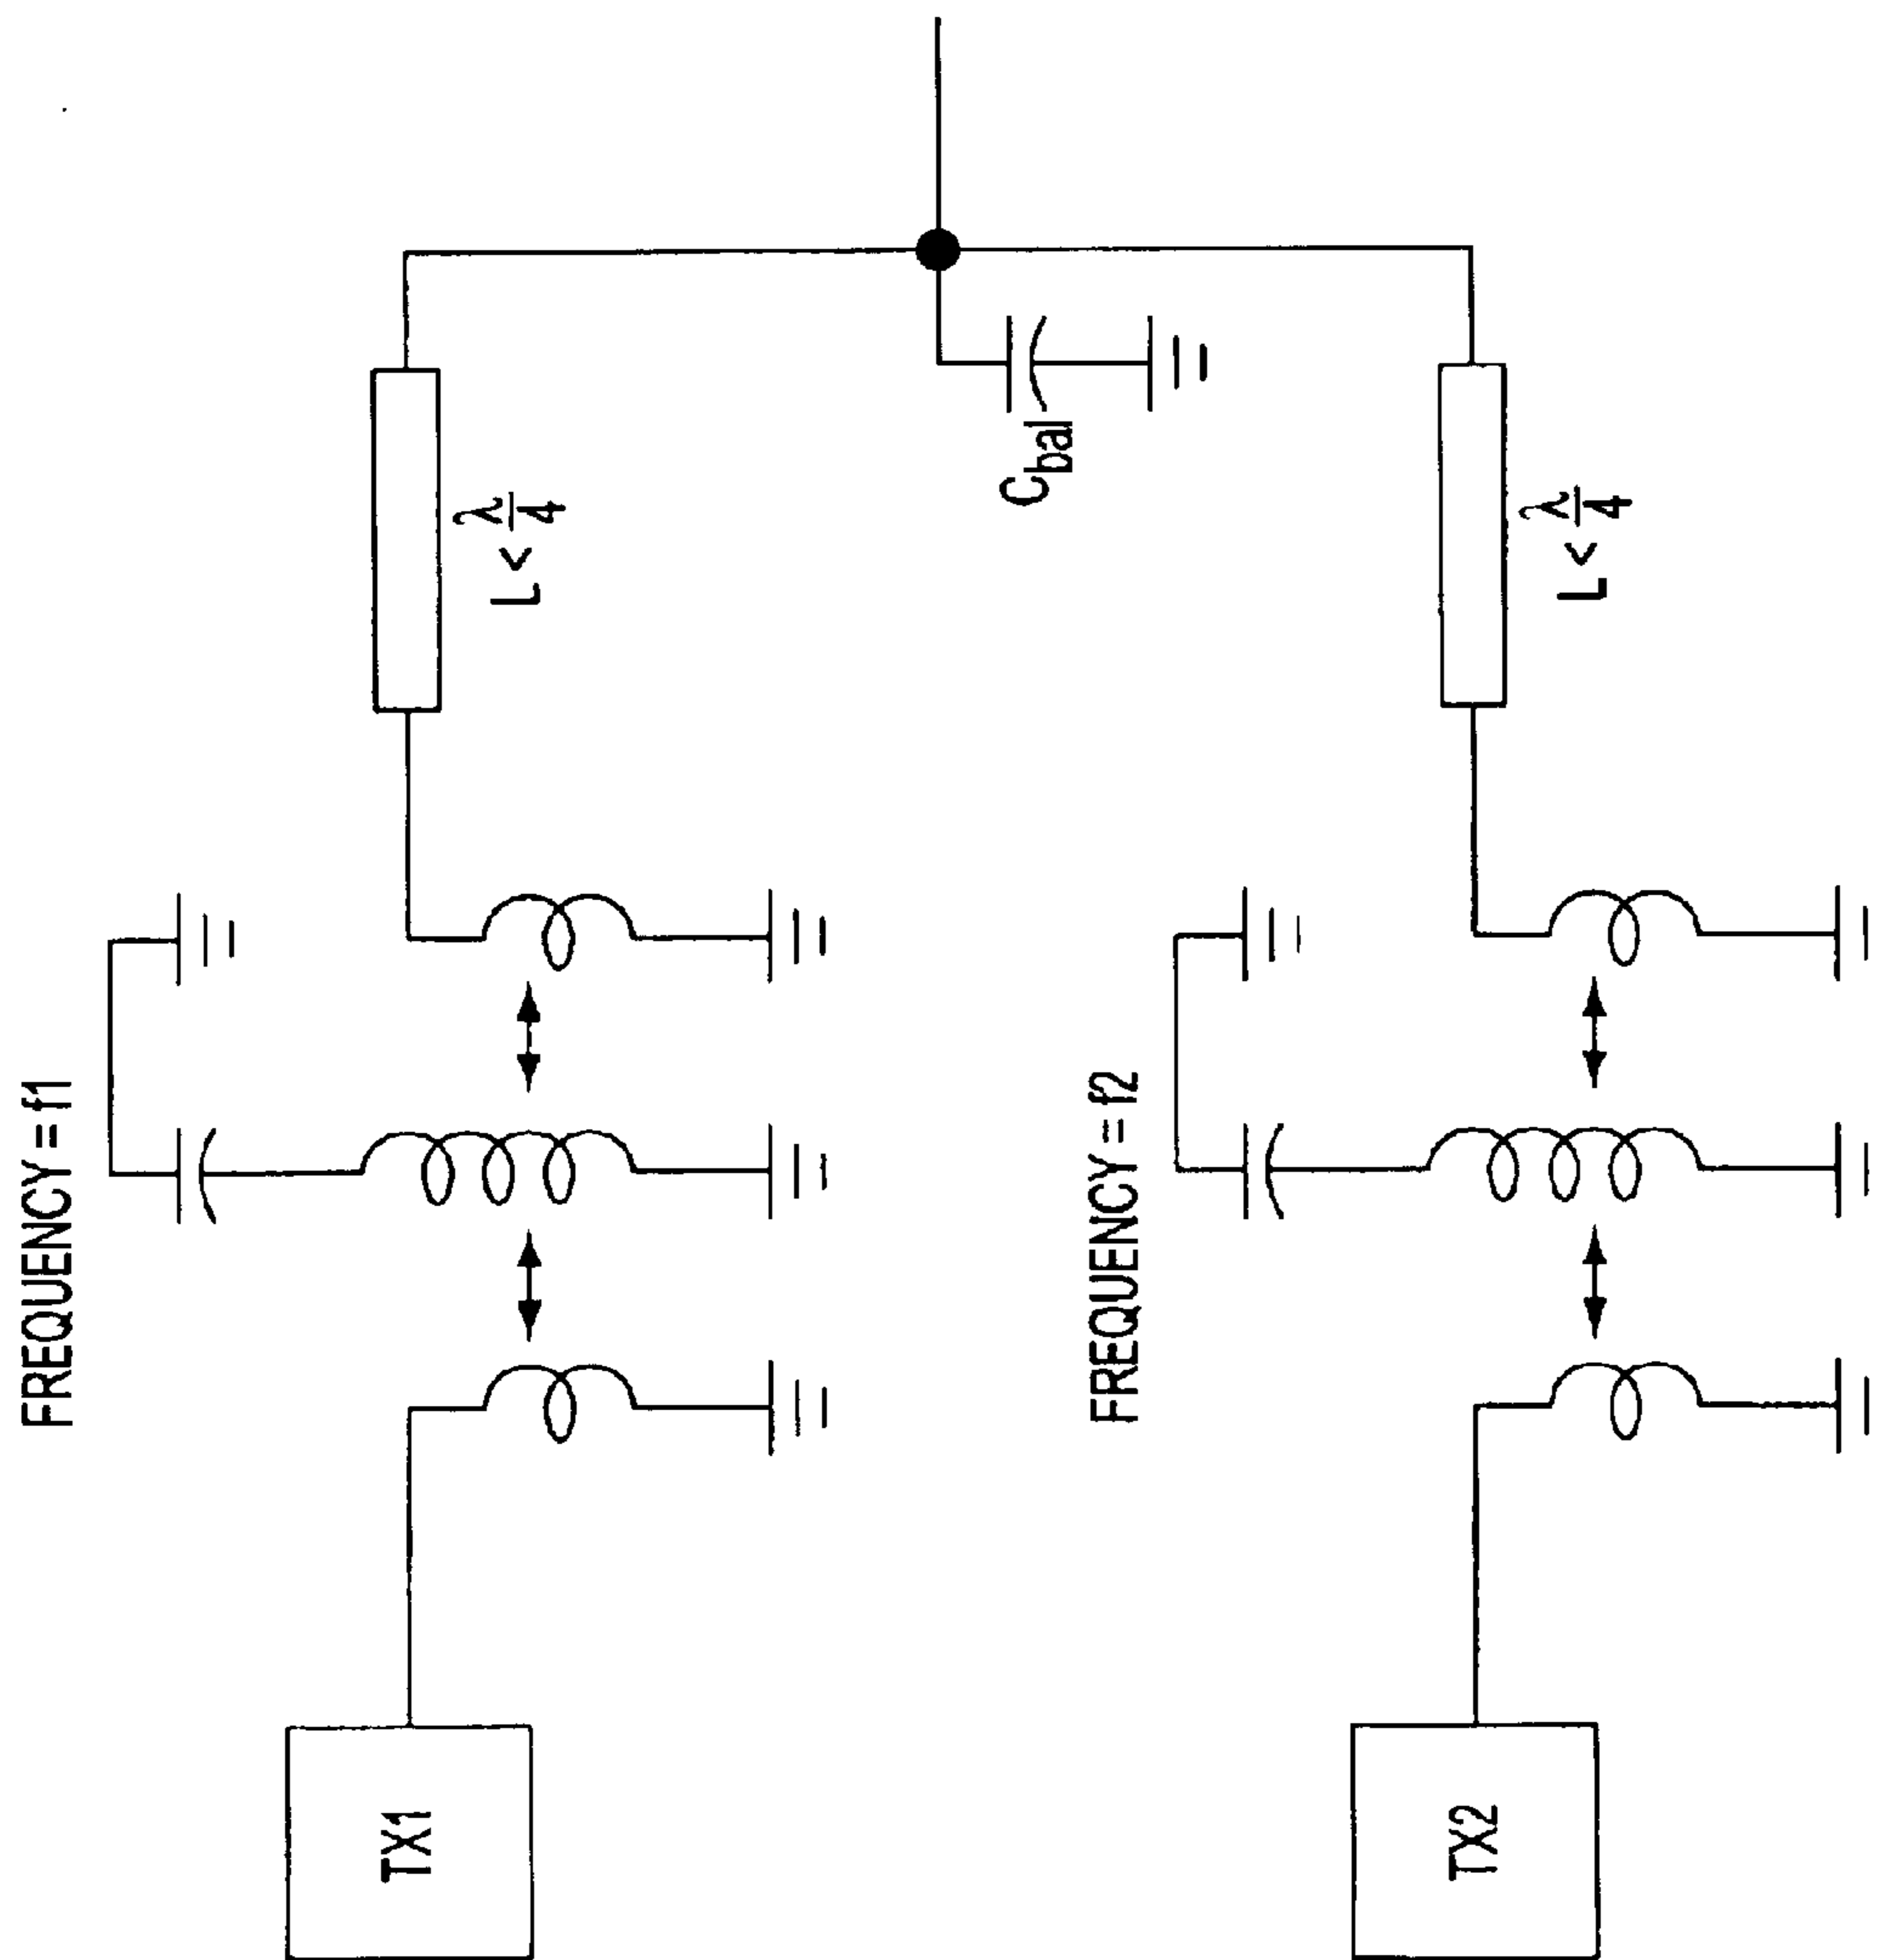 FREQUENCY = f1
TX1
L < λ/4
C_bal
FREQUENCY = f2
TX2
L < λ/4